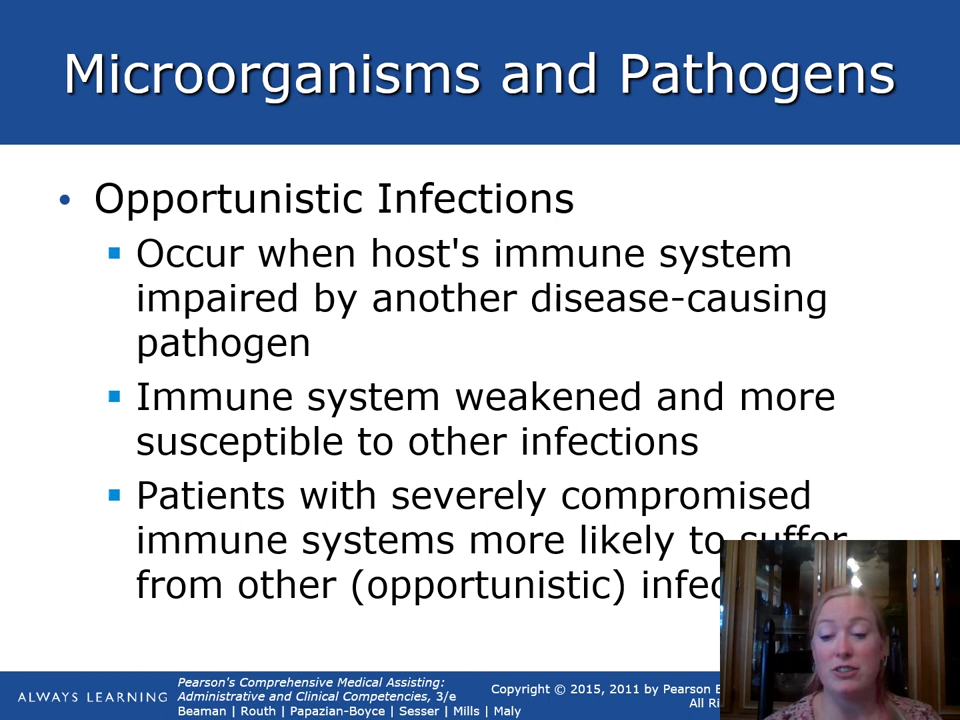 Microorganisms and Pathogens
• Opportunistic Infections
▪ Occur when host's immune system
impaired by another disease-causing
pathogen
▪ Immune system weakened and more
susceptible to other infections
▪ Patients with severely compromised
immune systems more likely to suffer
from other (opportunistic)
ALWAYS LEARNING
Pearson's Comprehensive Medical Assisting:
Administrative and Clinical Competencies, 3/e
Beaman | Routh | Papazian-Boyce | Sesser | Mills | Maly
Copyright © 2015, 2011 by Pearson
All